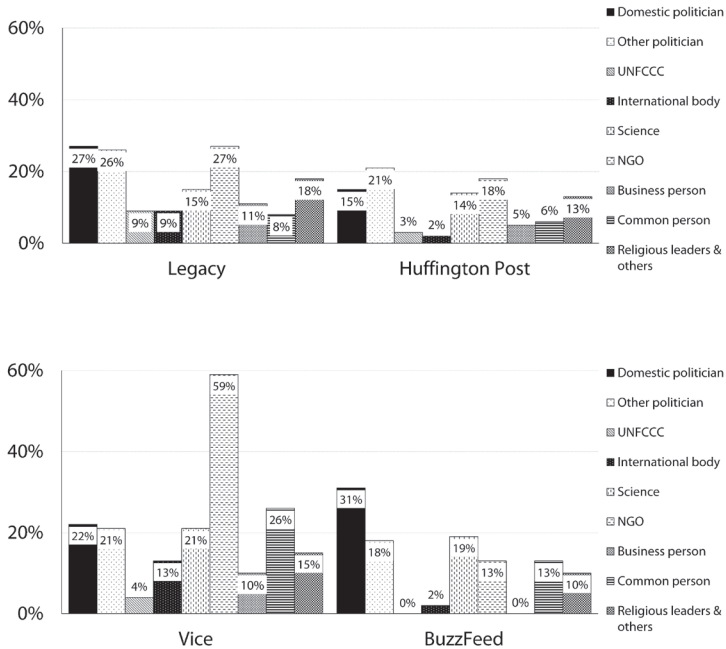 60%
40%
20%
0%
27%
26%
9%
9%
15%
27%
11%
8%
18%
15%
21%
3%
2%
14%
18%
5%
6%
13%
Legacy
Huffington Post
Domestic politician
Other politician
UNFCCC
International body
Science
NGO
Business person
Common person
Religious leaders &
others
60%
40%
20%
0%
22%
21%
4%
13%
21%
59%
10%
26%
15%
31%
18%
0%
2%
19%
13%
0%
13%
10%
Vice
BuzzFeed
Domestic politician
Other politician
UNFCCC
International body
Science
NGO
Business person
Common person
Religious leaders &
others